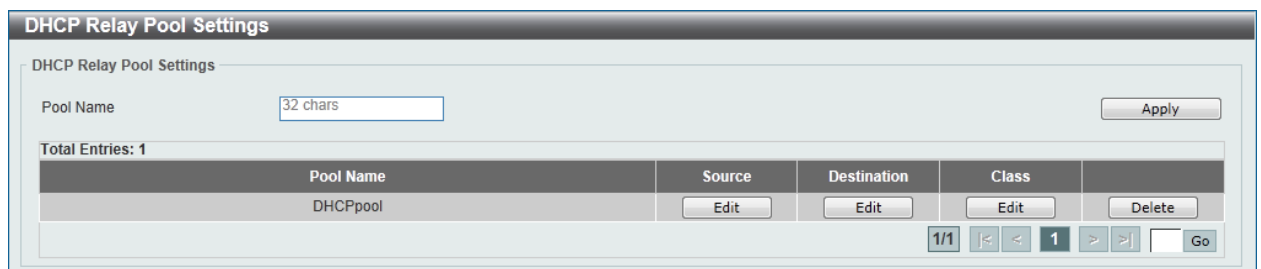 DHCP Relay Pool Settings
DHCP Relay Pool Settings
Pool Name 32 chars Apply
Total Entries: 1
Pool Name Source Destination Class
DHCPpool Edit Edit Edit Delete
1/1 |< < 1 > >| Go